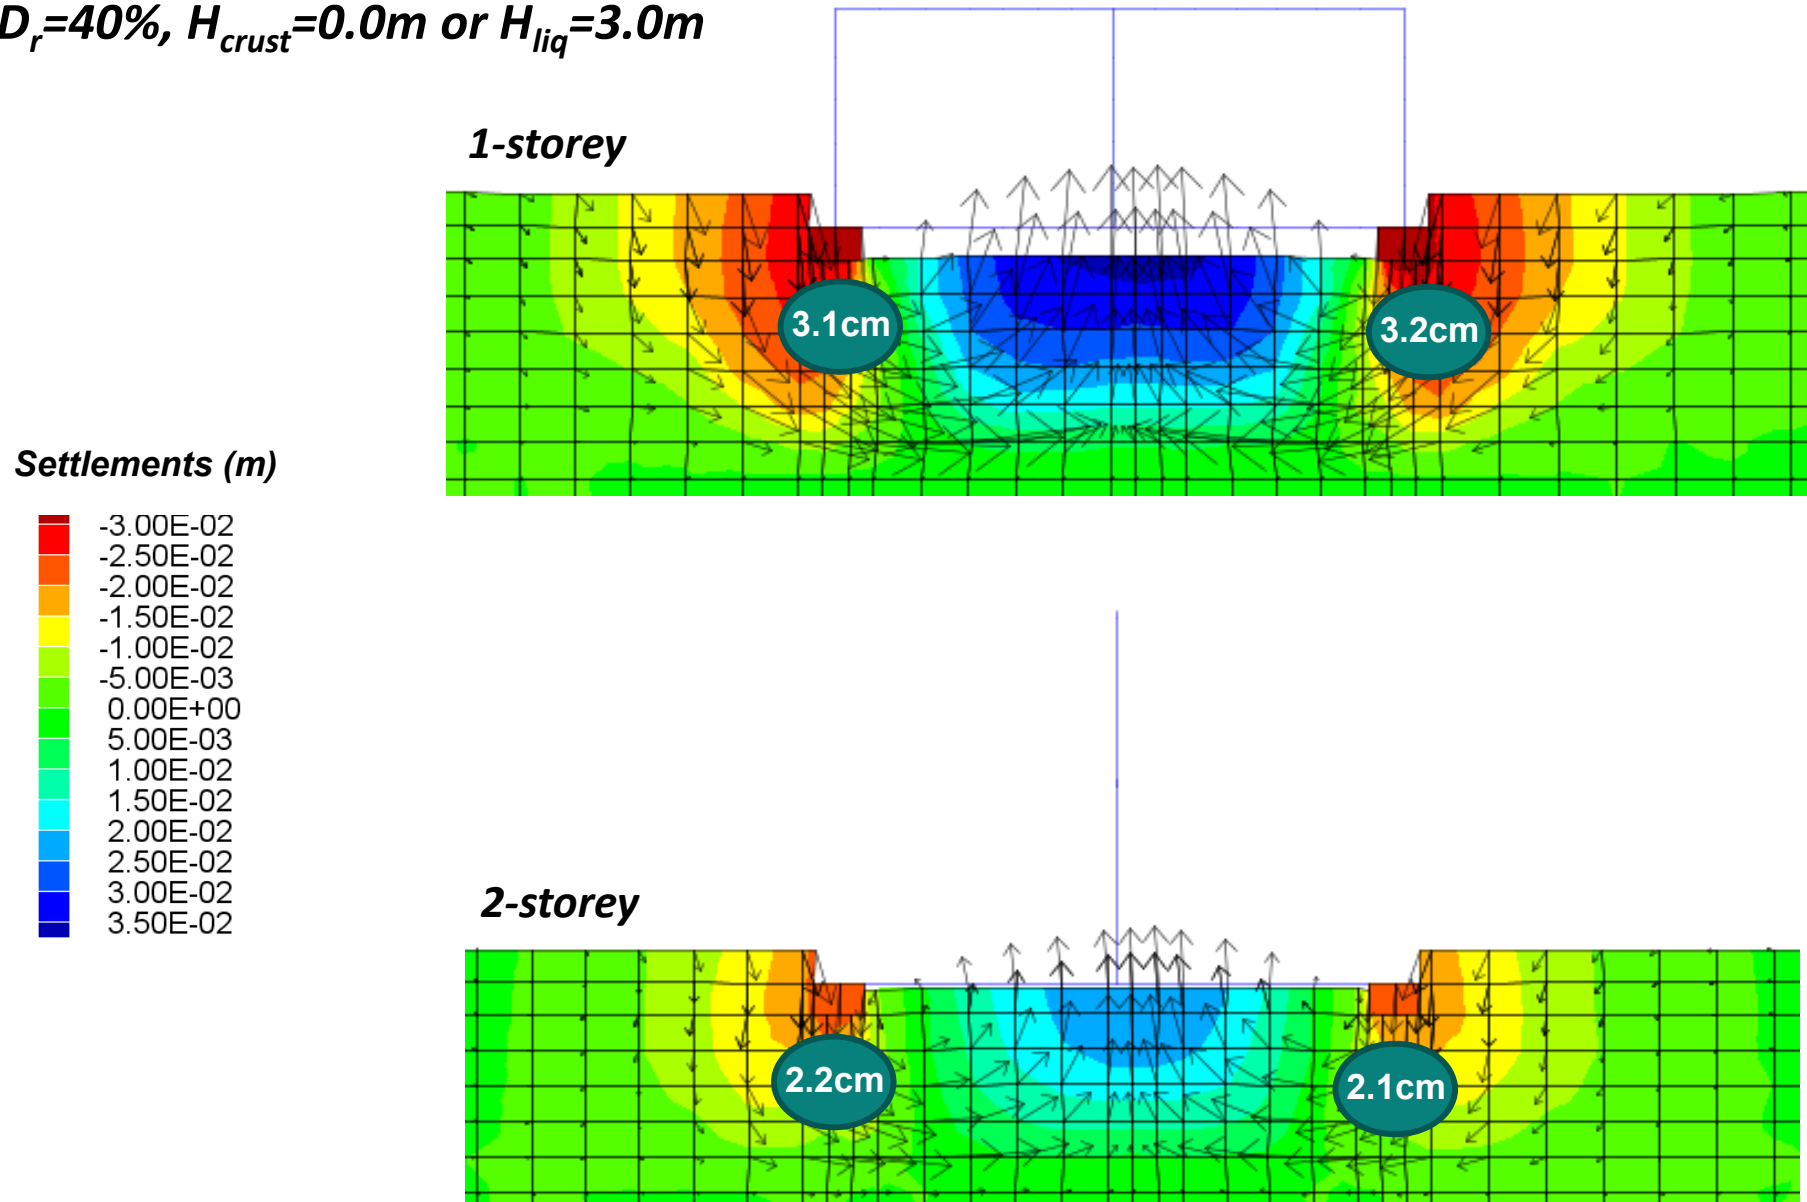 D_r=40%, H_crust=0.0m or H_liq=3.0m
1-storey
3.1cm
3.2cm
Settlements (m)
-3.00E-02
-2.50E-02
-2.00E-02
-1.50E-02
-1.00E-02
-5.00E-03
0.00E+00
5.00E-03
1.00E-02
1.50E-02
2.00E-02
2.50E-02
3.00E-02
3.50E-02
2-storey
2.2cm
2.1cm